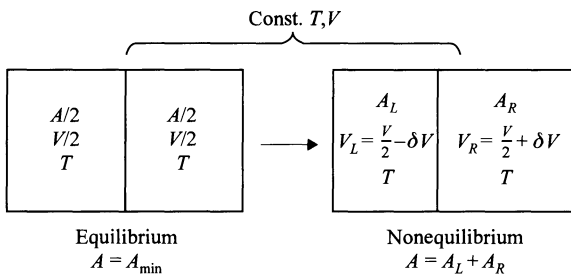 Const. T,V
A/2
V/2
T
A/2
V/2
T
A_L
V_L = V/2 − δV
T
A_R
V_R = V/2 + δV
T
Equilibrium
A = A_min
Nonequilibrium
A = A_L + A_R